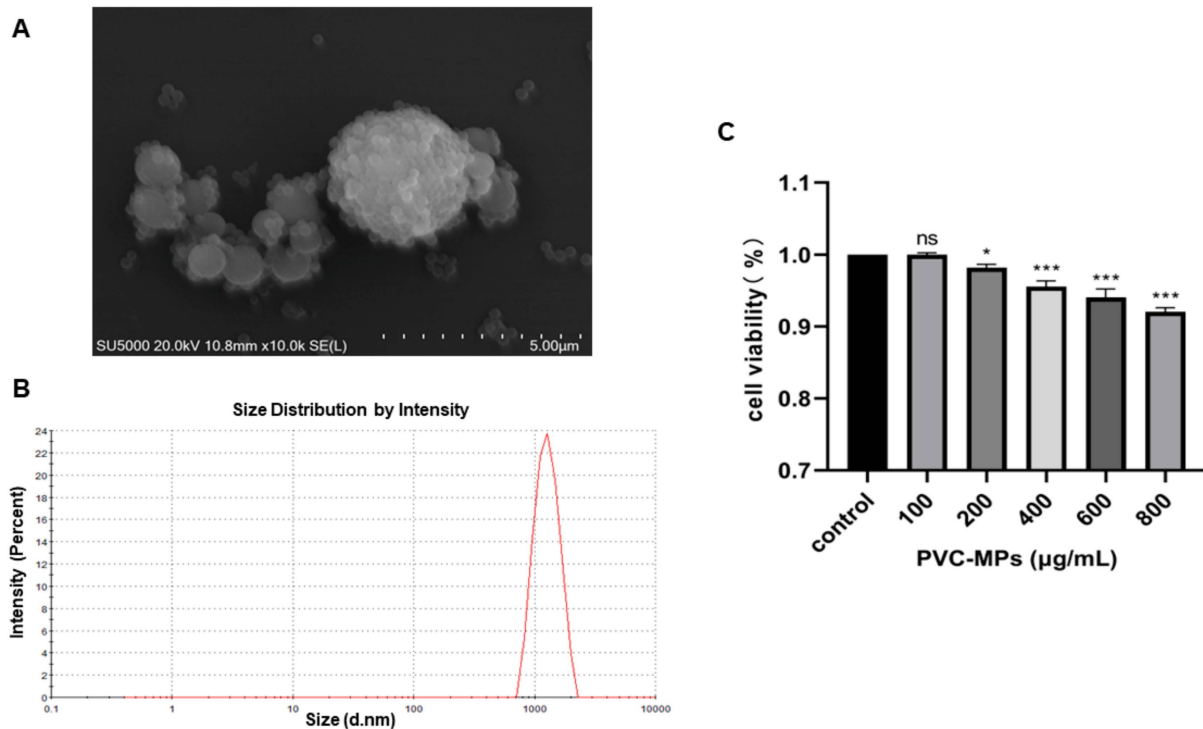 A
SU5000 20.0kV 10.8mm x10.0k SE(L)
5.00µm
B
Size Distribution by Intensity
Intensity (Percent)
24
22
20
18
16
14
12
10
8
6
4
2
0
0.1
1
10
100
1000
10000
Size (d.nm)
C
cell viability( %)
1.1
1.0
0.9
0.8
0.7
ns
*
***
***
***
control
100
200
400
600
800
PVC-MPs (µg/mL)